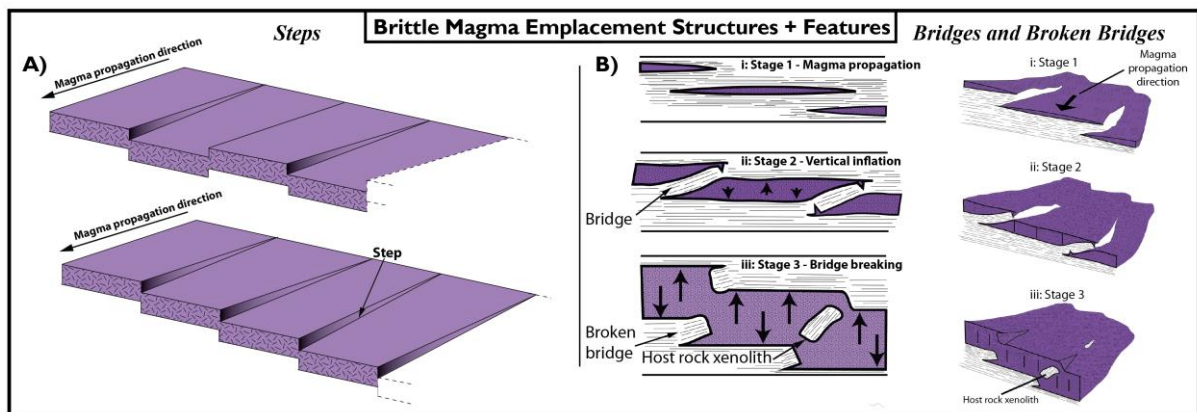 Brittle Magma Emplacement Structures + Features
Steps
A)
Magma propagation direction
Magma propagation direction
Step
Bridges and Broken Bridges
B)
i: Stage 1 - Magma propagation
ii: Stage 2 - Vertical inflation
Bridge
iii: Stage 3 - Bridge breaking
Broken
bridge
Host rock xenolith
i: Stage 1
Magma
propagation
direction
ii: Stage 2
iii: Stage 3
Host rock xenolith